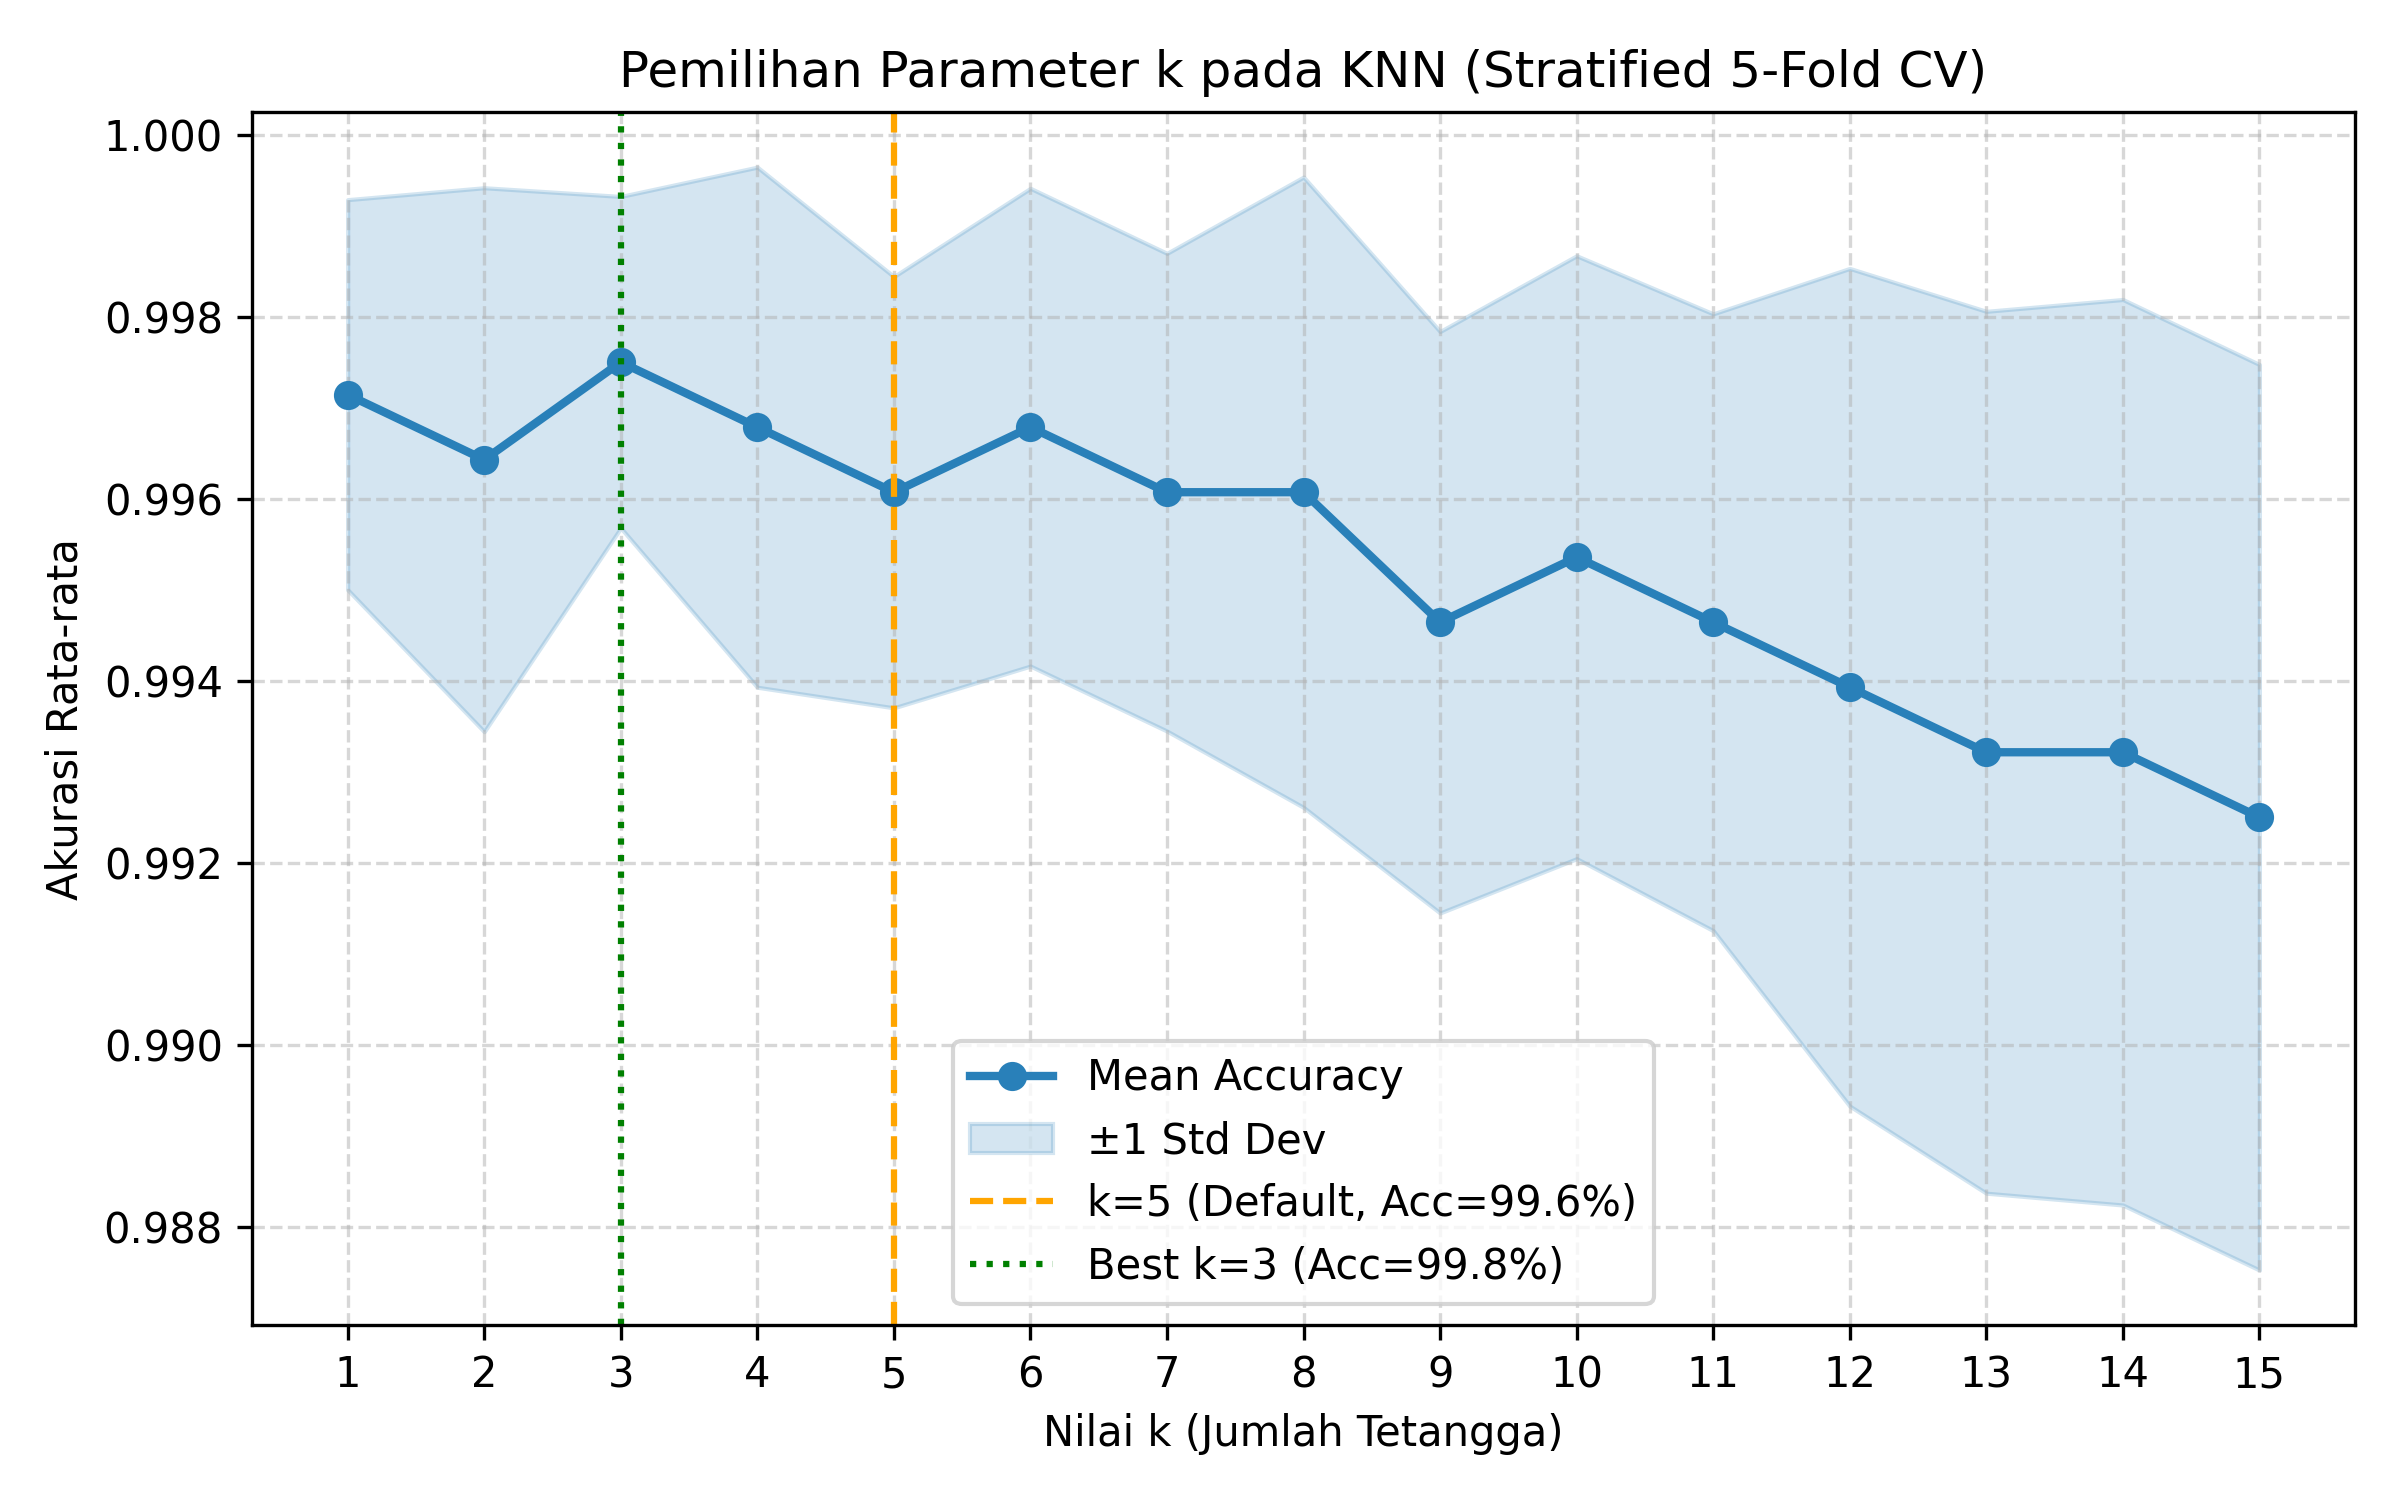 Pemilihan Parameter k pada KNN (Stratified 5-Fold CV)
Akurasi Rata-rata
1.000
0.998
0.996
0.994
0.992
0.990
0.988
Mean Accuracy
±1 Std Dev
k=5 (Default, Acc=99.6%)
Best k=3 (Acc=99.8%)
1 2 3 4 5 6 7 8 9 10 11 12 13 14 15
Nilai k (Jumlah Tetangga)